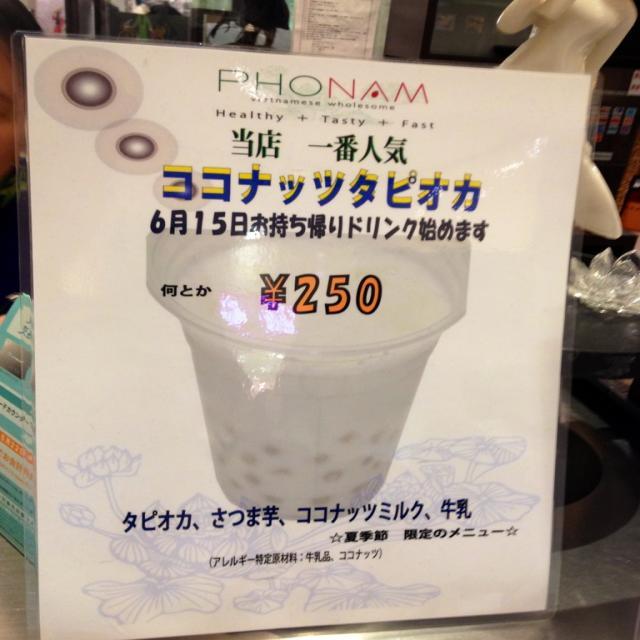 PHONAM
vietnamese wholesome
Healthy + Tasty + Fast
当店 一番人気
ココナッツタピオカ
6月15日お持ち帰りドリンク始めます
何とか ¥250
タピオカ、さつま芋、ココナッツミルク、牛乳
☆夏季節 限定のメニュー☆
（アレルギー特定原材料：牛乳品、ココナッツ）